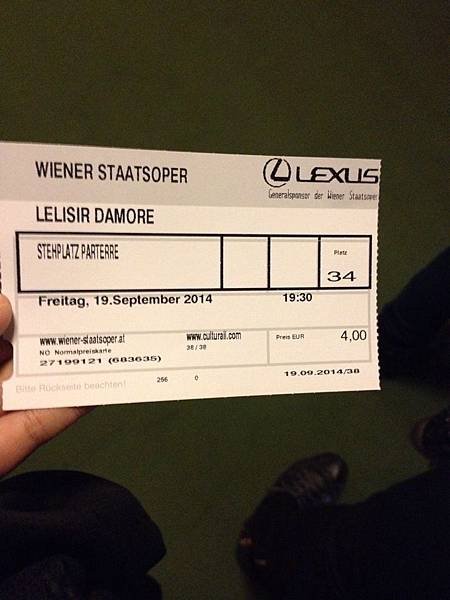 WIENER STAATSOPER
LEXUS
Generalsponsor der Wiener Staatsoper
LELISIR DAMORE
STEHPLATZ PARTERRE
Platz
34
Freitag, 19.September 2014 19:30
www.wiener-staatsoper.at www.culturall.com
NO Normalpreiskarte 38 / 38
Preis EUR 4,00
27199121 (683635)
Bitte Rückseite beachten!
256 0 19.09.2014/38